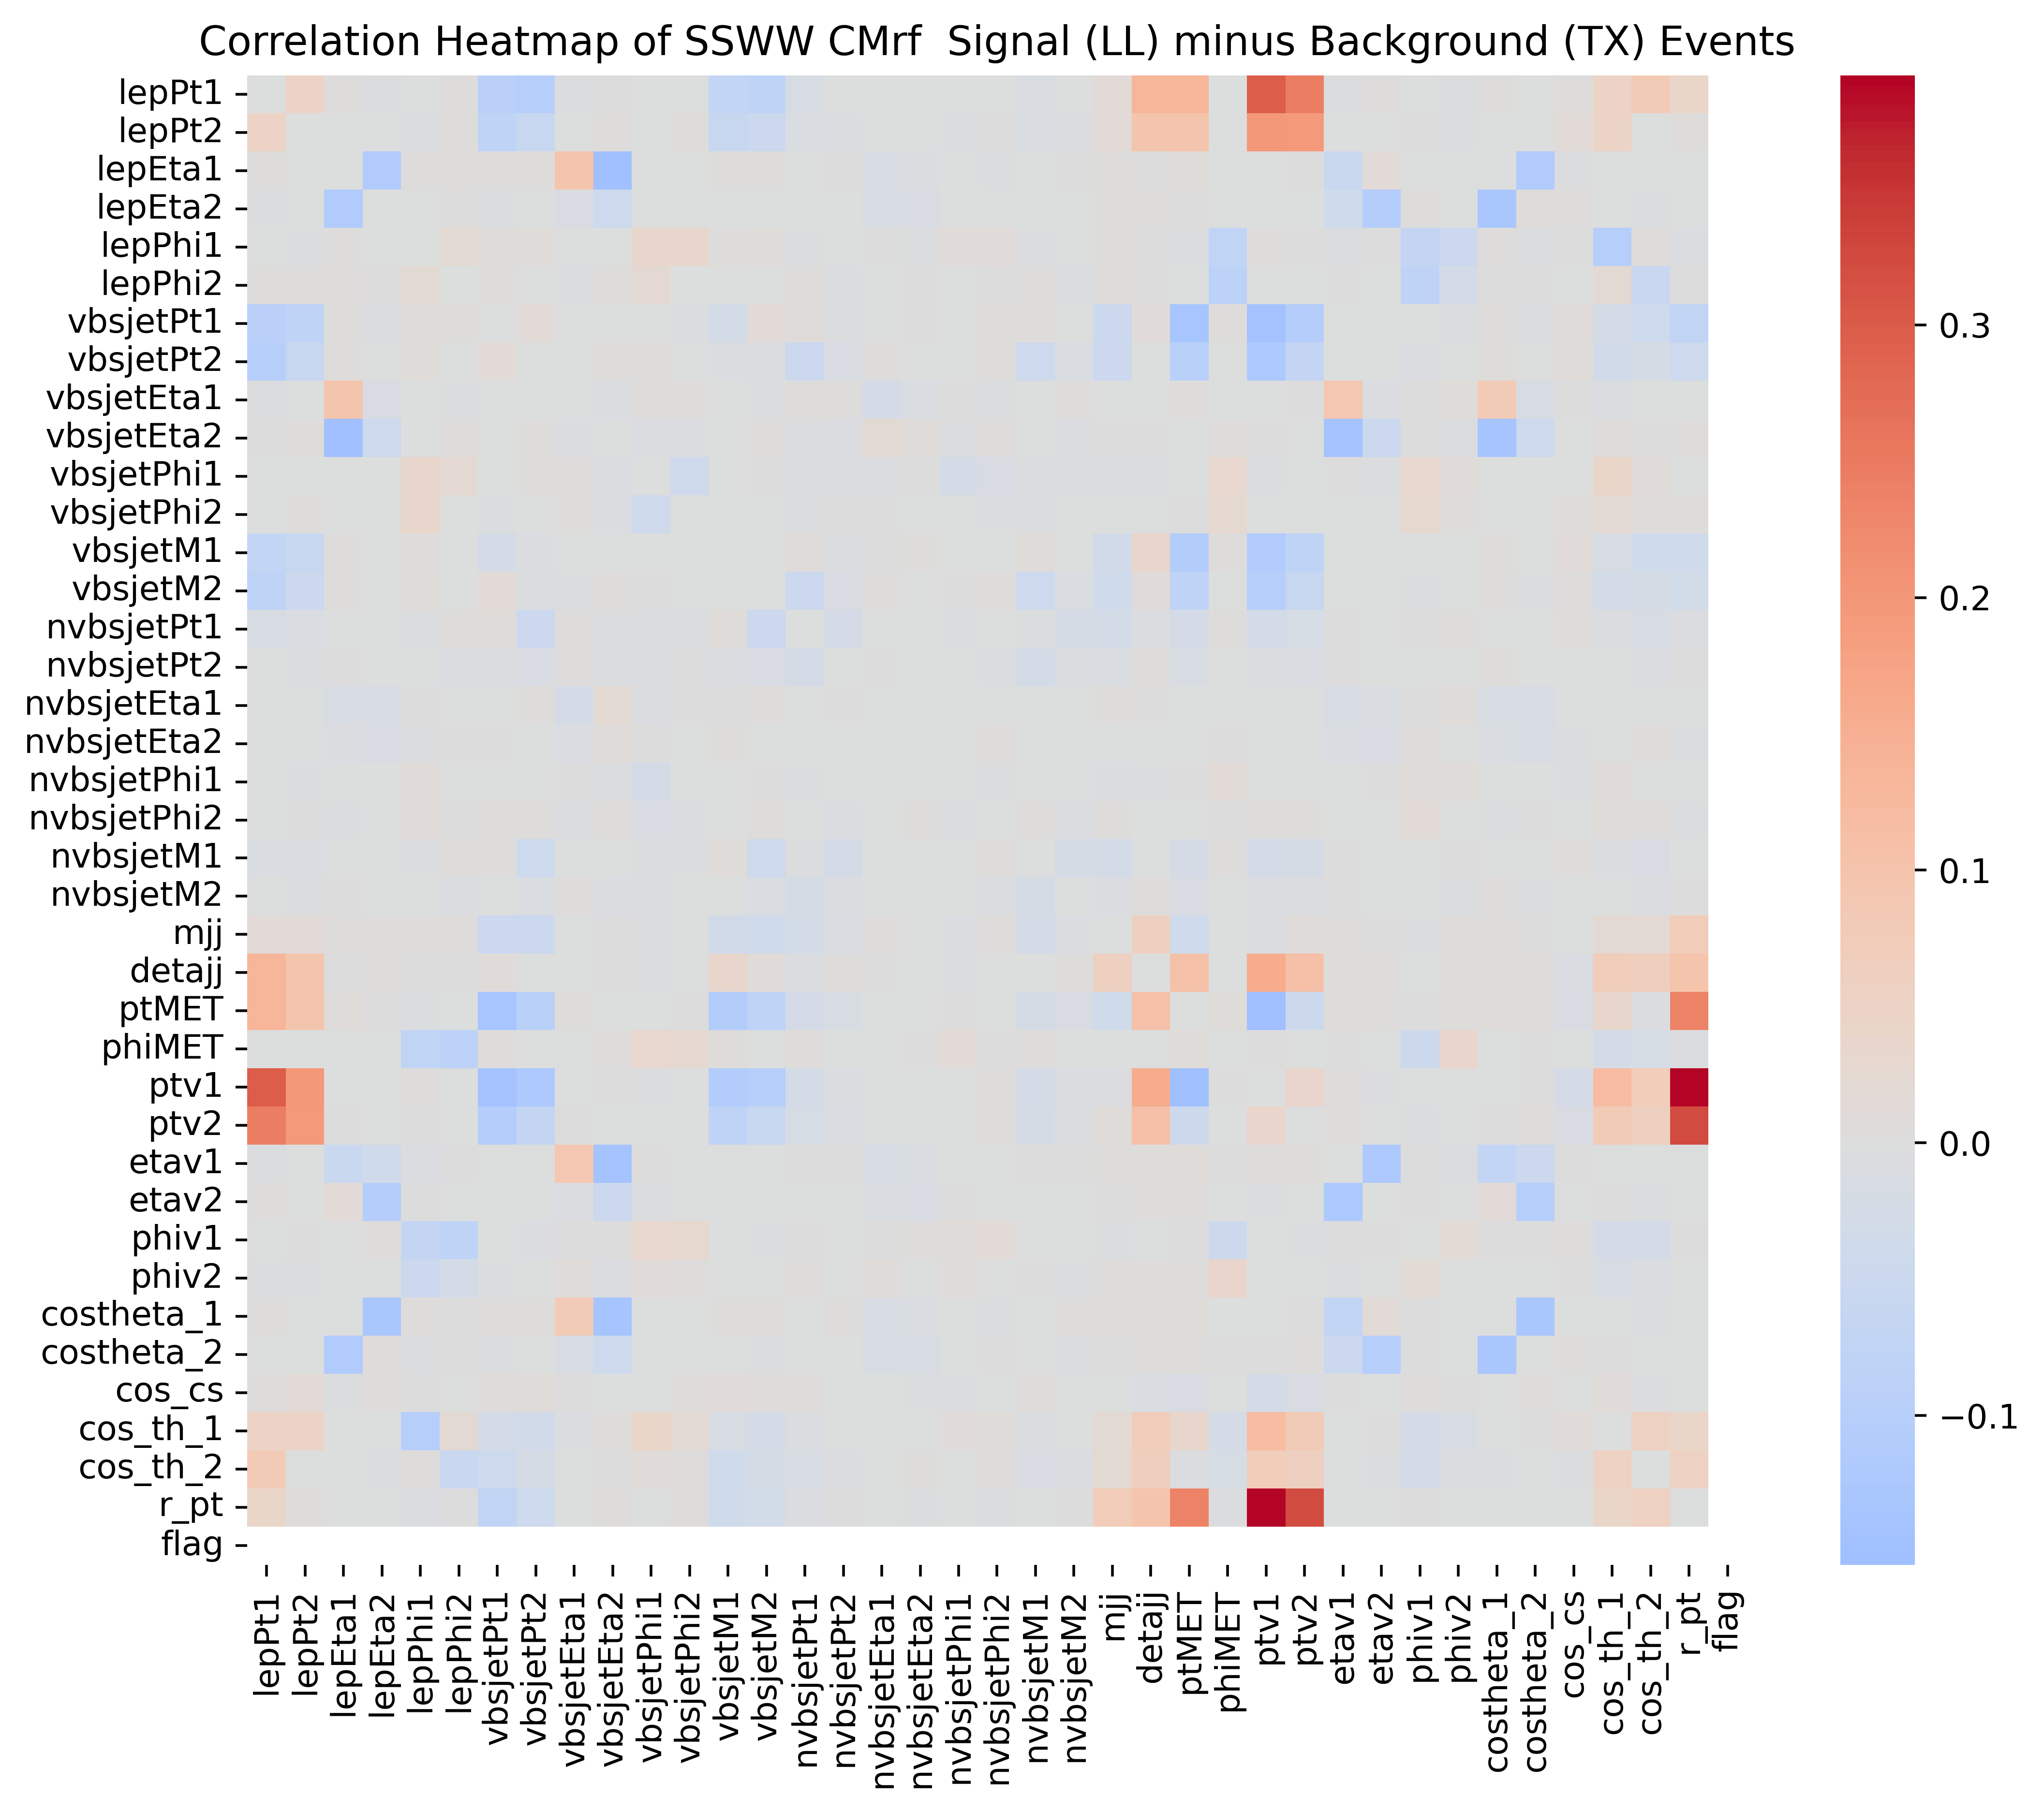 Correlation Heatmap of SSWW CMrf  Signal (LL) minus Background (TX) Events
lepPt1
lepPt2
lepEta1
lepEta2
lepPhi1
lepPhi2
vbsjetPt1
vbsjetPt2
vbsjetEta1
vbsjetEta2
vbsjetPhi1
vbsjetPhi2
vbsjetM1
vbsjetM2
nvbsjetPt1
nvbsjetPt2
nvbsjetEta1
nvbsjetEta2
nvbsjetPhi1
nvbsjetPhi2
nvbsjetM1
nvbsjetM2
mjj
detajj
ptMET
phiMET
ptv1
ptv2
etav1
etav2
phiv1
phiv2
costheta_1
costheta_2
cos_cs
cos_th_1
cos_th_2
r_pt
flag
lepPt1
lepPt2
lepEta1
lepEta2
lepPhi1
lepPhi2
vbsjetPt1
vbsjetPt2
vbsjetEta1
vbsjetEta2
vbsjetPhi1
vbsjetPhi2
vbsjetM1
vbsjetM2
nvbsjetPt1
nvbsjetPt2
nvbsjetEta1
nvbsjetEta2
nvbsjetPhi1
nvbsjetPhi2
nvbsjetM1
nvbsjetM2
mjj
detajj
ptMET
phiMET
ptv1
ptv2
etav1
etav2
phiv1
phiv2
costheta_1
costheta_2
cos_cs
cos_th_1
cos_th_2
r_pt
flag
0.3
0.2
0.1
0.0
−0.1